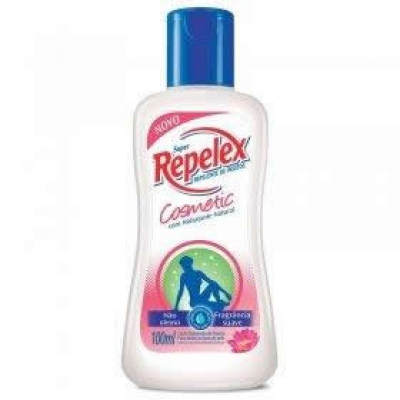 NOVO
Super
Repelex
REPELENTE DE INSETOS
Cosmetic
com Hidratante Natural
Não
oleoso
Fragrância
suave
100ml